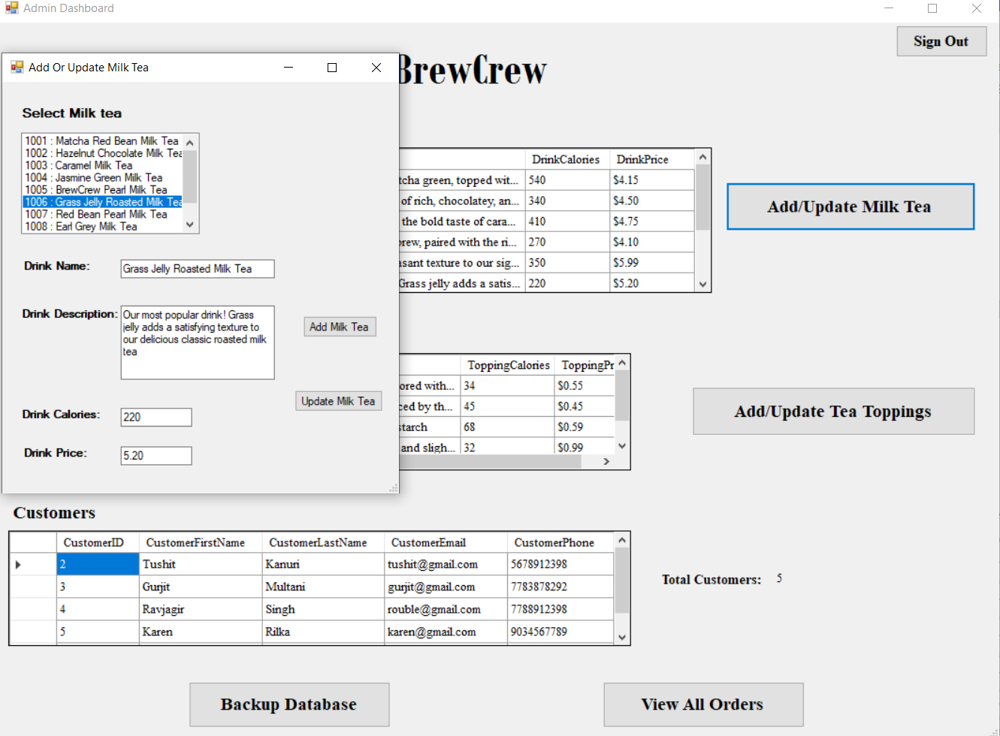 Admin Dashboard
Sign Out
BrewCrew
Add Or Update Milk Tea
Select Milk tea
1001 : Matcha Red Bean Milk Tea
1002 : Hazelnut Chocolate Milk Tea
1003 : Caramel Milk Tea
1004 : Jasmine Green Milk Tea
1005 : BrewCrew Pearl Milk Tea
1006 : Grass Jelly Roasted Milk Tea
1007 : Red Bean Pearl Milk Tea
1008 : Earl Grey Milk Tea
Drink Name: Grass Jelly Roasted Milk Tea
Drink Description: Our most popular drink! Grass
jelly adds a satisfying texture to
our delicious classic roasted milk
tea
Add Milk Tea
Update Milk Tea
Drink Calories: 220
Drink Price: 5.20
DrinkCalories DrinkPrice
tcha green, topped wit... 540 $4.15
of rich, chocolatey, an... 340 $4.50
the bold taste of cara... 410 $4.75
brew, paired with the ri... 270 $4.10
asant texture to our sig... 350 $5.99
Grass jelly adds a satis... 220 $5.20
Add/Update Milk Tea
ToppingCalories ToppingPr
ored with... 34 $0.55
ced by th... 45 $0.45
starch 68 $0.59
and sligh... 32 $0.99
Add/Update Tea Toppings
Customers
CustomerID CustomerFirstName CustomerLastName CustomerEmail CustomerPhone
2 Tushit Kanuri tushit@gmail.com 5678912398
3 Gurjit Multani gurjit@gmail.com 7783878292
4 Ravjagir Singh rouble@gmail.com 7788912398
5 Karen Rilka karen@gmail.com 9034567789
Total Customers: 5
Backup Database
View All Orders